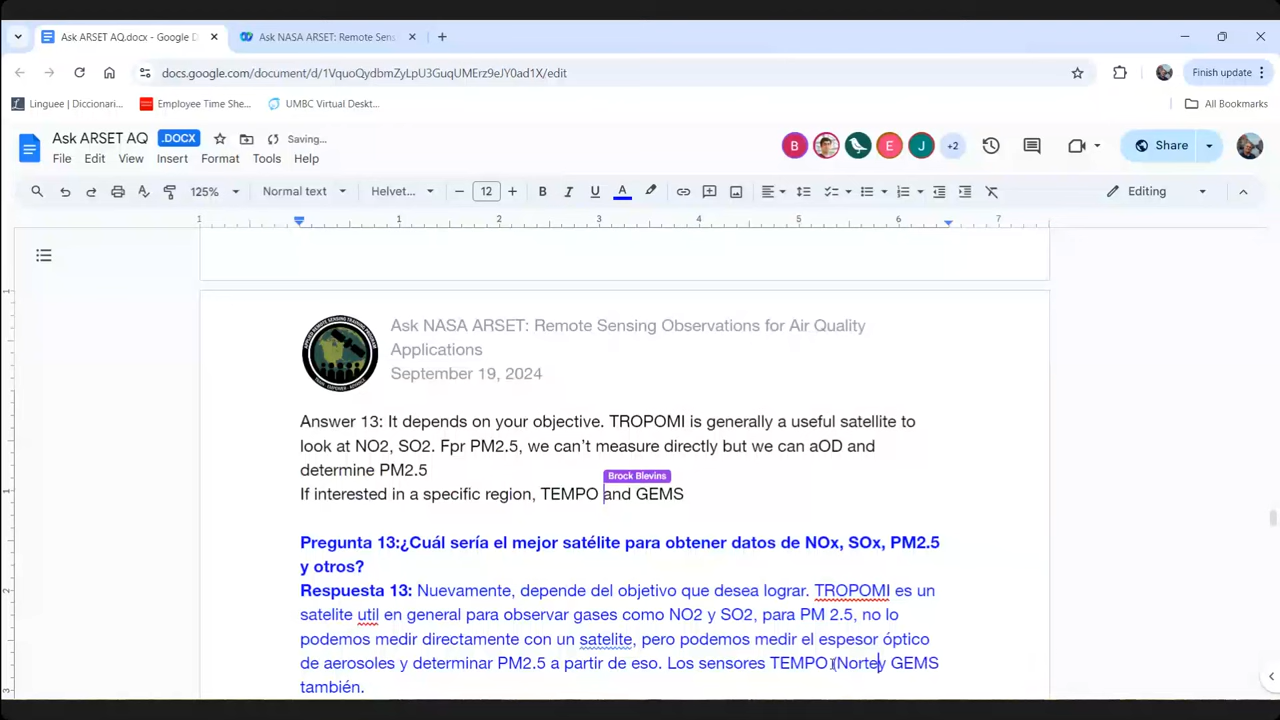 Ask ARSET AQ.docx - Google D
Ask NASA ARSET: Remote Sens
docs.google.com/document/d/1VquoQydbmZyLpU3GuqUMErz9eJY0ad1X/edit
Finish update
Linguee | Diccionari...
Employee Time She...
UMBC Virtual Deskt...
All Bookmarks
Ask ARSET AQ
.DOCX
Saving...
File Edit View Insert Format Tools Help
B E J +2
Share
125% Normal text Helvet... 12 B I U A Editing
1 1 2 3 4 5 6 7
Ask NASA ARSET: Remote Sensing Observations for Air Quality
Applications
September 19, 2024
Answer 13: It depends on your objective. TROPOMI is generally a useful satellite to
look at NO2, SO2. Fpr PM2.5, we can't measure directly but we can aOD and
determine PM2.5
Brock Blevins
If interested in a specific region, TEMPO and GEMS
Pregunta 13:¿Cuál sería el mejor satélite para obtener datos de NOx, SOx, PM2.5
y otros?
Respuesta 13: Nuevamente, depende del objetivo que desea lograr. TROPOMI es un
satelite util en general para observar gases como NO2 y SO2, para PM 2.5, no lo
podemos medir directamente con un satelite, pero podemos medir el espesor óptico
de aerosoles y determinar PM2.5 a partir de eso. Los sensores TEMPO (Nortey GEMS
también.